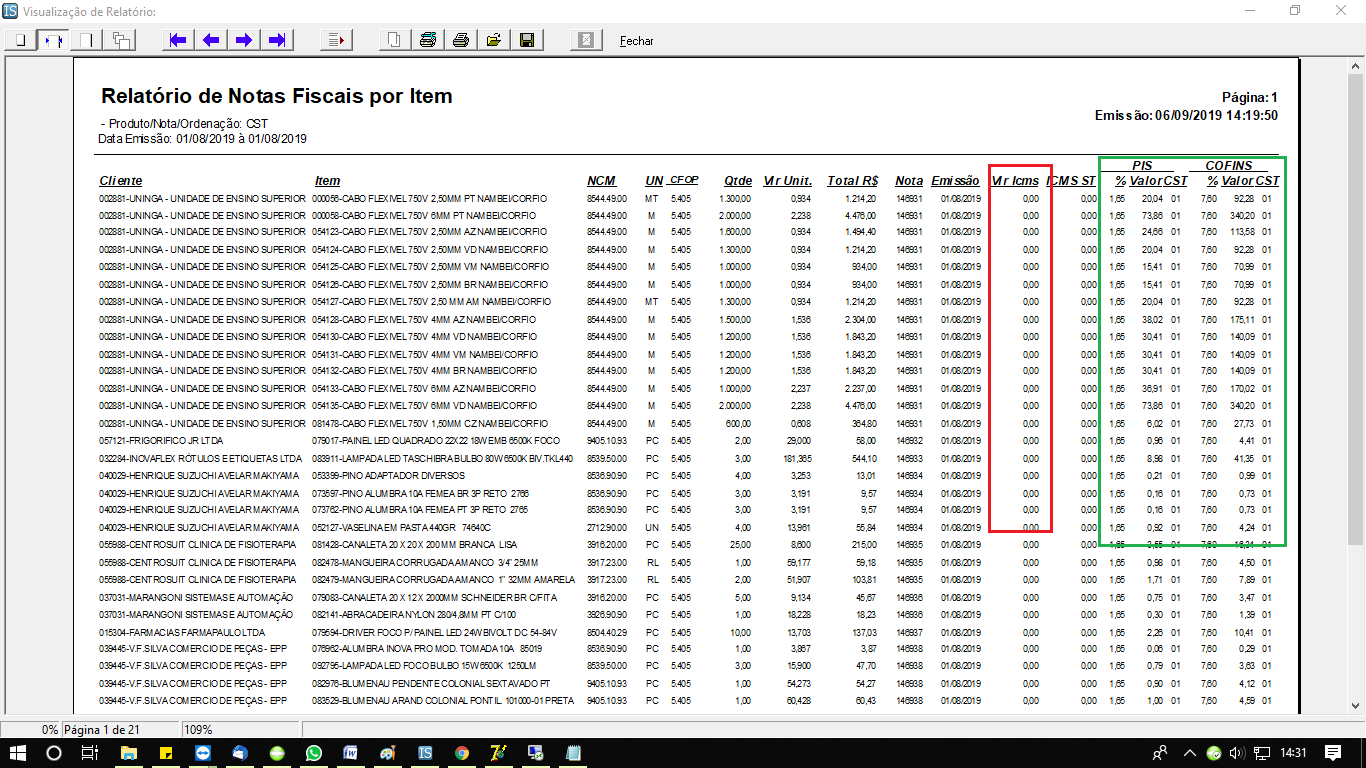 Visualização de Relatório:
Fechar
Relatório de Notas Fiscais por Item
Página: 1
- Produto/Nota/Ordenação: CST
Emissão: 06/09/2019 14:19:50
Data Emissão: 01/08/2019 à 01/08/2019
PIS COFINS
Cliente Item NCM UN CFOP Qtde Vlr Unit. Total R$ Nota Emissão Vlr Icms ICMS ST % Valor CST % Valor CST
002881-UNINGA - UNIDADE DE ENSINO SUPERIOR 000056-CABO FLEXIVEL 750V 2,50MM PT NAMBEI/CORFIO 8544.49.00 MT 5.405 1.300,00 0,934 1.214,20 146931 01/08/2019 0,00 0,00 1,65 20,04 01 7,60 92,28 01
002881-UNINGA - UNIDADE DE ENSINO SUPERIOR 000058-CABO FLEXIVEL 750V 6MM PT NAMBEI/CORFIO 8544.49.00 M 5.405 2.000,00 2,238 4.476,00 146931 01/08/2019 0,00 0,00 1,65 73,86 01 7,60 340,20 01
002881-UNINGA - UNIDADE DE ENSINO SUPERIOR 054123-CABO FLEXIVEL 750V 2,50MM AZ NAMBEI/CORFIO 8544.49.00 M 5.405 1.600,00 0,934 1.494,40 146931 01/08/2019 0,00 0,00 1,65 24,66 01 7,60 113,58 01
002881-UNINGA - UNIDADE DE ENSINO SUPERIOR 054124-CABO FLEXIVEL 750V 2,50MM VD NAMBEI/CORFIO 8544.49.00 M 5.405 1.300,00 0,934 1.214,20 146931 01/08/2019 0,00 0,00 1,65 20,04 01 7,60 92,28 01
002881-UNINGA - UNIDADE DE ENSINO SUPERIOR 054125-CABO FLEXIVEL 750V 2,50MM VM NAMBEI/CORFIO 8544.49.00 M 5.405 1.000,00 0,934 934,00 146931 01/08/2019 0,00 0,00 1,65 15,41 01 7,60 70,99 01
002881-UNINGA - UNIDADE DE ENSINO SUPERIOR 054126-CABO FLEXIVEL 750V 2,50MM BR NAMBEI/CORFIO 8544.49.00 M 5.405 1.000,00 0,934 934,00 146931 01/08/2019 0,00 0,00 1,65 15,41 01 7,60 70,99 01
002881-UNINGA - UNIDADE DE ENSINO SUPERIOR 054127-CABO FLEXIVEL 750V 2,50 MM AM NAMBEI/CORFIO 8544.49.00 MT 5.405 1.300,00 0,934 1.214,20 146931 01/08/2019 0,00 0,00 1,65 20,04 01 7,60 92,28 01
002881-UNINGA - UNIDADE DE ENSINO SUPERIOR 054128-CABO FLEXIVEL 750V 4MM AZ NAMBEI/CORFIO 8544.49.00 M 5.405 1.500,00 1,536 2.304,00 146931 01/08/2019 0,00 0,00 1,65 38,02 01 7,60 175,11 01
002881-UNINGA - UNIDADE DE ENSINO SUPERIOR 054130-CABO FLEXIVEL 750V 4MM VD NAMBEI/CORFIO 8544.49.00 M 5.405 1.200,00 1,536 1.843,20 146931 01/08/2019 0,00 0,00 1,65 30,41 01 7,60 140,09 01
002881-UNINGA - UNIDADE DE ENSINO SUPERIOR 054131-CABO FLEXIVEL 750V 4MM VM NAMBEI/CORFIO 8544.49.00 M 5.405 1.200,00 1,536 1.843,20 146931 01/08/2019 0,00 0,00 1,65 30,41 01 7,60 140,09 01
002881-UNINGA - UNIDADE DE ENSINO SUPERIOR 054132-CABO FLEXIVEL 750V 4MM BR NAMBEI/CORFIO 8544.49.00 M 5.405 1.200,00 1,536 1.843,20 146931 01/08/2019 0,00 0,00 1,65 30,41 01 7,60 140,09 01
002881-UNINGA - UNIDADE DE ENSINO SUPERIOR 054133-CABO FLEXIVEL 750V 6MM AZ NAMBEI/CORFIO 8544.49.00 M 5.405 1.000,00 2,237 2.237,00 146931 01/08/2019 0,00 0,00 1,65 36,91 01 7,60 170,02 01
002881-UNINGA - UNIDADE DE ENSINO SUPERIOR 054135-CABO FLEXIVEL 750V 6MM VD NAMBEI/CORFIO 8544.49.00 M 5.405 2.000,00 2,238 4.476,00 146931 01/08/2019 0,00 0,00 1,65 73,86 01 7,60 340,20 01
002881-UNINGA - UNIDADE DE ENSINO SUPERIOR 081478-CABO FLEXIVEL 750V 1,50MM CZ NAMBEI/CORFIO 8544.49.00 M 5.405 600,00 0,608 364,80 146931 01/08/2019 0,00 0,00 1,65 6,02 01 7,60 27,73 01
057121-FRIGORIFICO JR LTDA 079017-PAINEL LED QUADRADO 22X22 18W EMB 6500K FOCO 9405.10.93 PC 5.405 2,00 29,000 58,00 146932 01/08/2019 0,00 0,00 1,65 0,96 01 7,60 4,41 01
032284-INOVAFLEX RÓTULOS E ETIQUETAS LTDA 083911-LAMPADA LED TASCHIBRA BULBO 80W 6500K BIV.TKL440 8539.50.00 PC 5.405 3,00 181,365 544,10 146933 01/08/2019 0,00 0,00 1,65 8,98 01 7,60 41,35 01
040029-HENRIQUE SUZUCHI AVELAR MAKIYAMA 053399-PINO ADAPTADOR DIVERSOS 8536.90.90 PC 5.405 4,00 3,253 13,01 146934 01/08/2019 0,00 0,00 1,65 0,21 01 7,60 0,99 01
040029-HENRIQUE SUZUCHI AVELAR MAKIYAMA 073597-PINO ALUMBRA 10A FEMEA BR 3P RETO 2766 8536.90.90 PC 5.405 3,00 3,191 9,57 146934 01/08/2019 0,00 0,00 1,65 0,16 01 7,60 0,73 01
040029-HENRIQUE SUZUCHI AVELAR MAKIYAMA 073762-PINO ALUMBRA 10A FEMEA PT 3P RETO 2765 8536.90.90 PC 5.405 3,00 3,191 9,57 146934 01/08/2019 0,00 0,00 1,65 0,16 01 7,60 0,73 01
040029-HENRIQUE SUZUCHI AVELAR MAKIYAMA 052127-VASELINA EM PASTA 440GR 74640C 2712.90.00 UN 5.405 4,00 13,961 55,84 146934 01/08/2019 0,00 0,00 1,65 0,92 01 7,60 4,24 01
055988-CENTROSUIT CLINICA DE FISIOTERAPIA 081428-CANALETA 20 X 20 X 200 MM BRANCA LISA 3916.20.00 PC 5.405 25,00 8,600 215,00 146935 01/08/2019 0,00 0,00 1,65 3,55 01 7,60 16,34 01
055988-CENTROSUIT CLINICA DE FISIOTERAPIA 082478-MANGUEIRA CORRUGADA AMANCO 3/4" 25MM 3917.23.00 RL 5.405 1,00 59,177 59,18 146935 01/08/2019 0,00 0,00 1,65 0,98 01 7,60 4,50 01
055988-CENTROSUIT CLINICA DE FISIOTERAPIA 082479-MANGUEIRA CORRUGADA AMANCO 1" 32MM AMARELA 3917.23.00 RL 5.405 2,00 51,907 103,81 146935 01/08/2019 0,00 0,00 1,65 1,71 01 7,60 7,89 01
037031-MARANGONI SISTEMAS E AUTOMAÇÃO 079083-CANALETA 20 X 12 X 2000MM SCHNEIDER BR C/FITA 3916.20.00 PC 5.405 5,00 9,134 45,67 146936 01/08/2019 0,00 0,00 1,65 0,75 01 7,60 3,47 01
037031-MARANGONI SISTEMAS E AUTOMAÇÃO 082141-ABRACADEIRA NYLON 280/4,8MM PT C/100 3926.90.90 PC 5.405 1,00 18,228 18,23 146936 01/08/2019 0,00 0,00 1,65 0,30 01 7,60 1,39 01
015304-FARMACIAS FARMAPAULO LTDA 079594-DRIVER FOCO P/ PAINEL LED 24W BIVOLT DC 54-84V 8504.40.29 PC 5.405 10,00 13,703 137,03 146937 01/08/2019 0,00 0,00 1,65 2,26 01 7,60 10,41 01
039445-V.F. SILVA COMERCIO DE PEÇAS - EPP 076962-ALUMBRA INOVA PRO MOD. TOMADA 10A 85019 8536.90.90 PC 5.405 1,00 3,867 3,87 146938 01/08/2019 0,00 0,00 1,65 0,06 01 7,60 0,29 01
039445-V.F. SILVA COMERCIO DE PEÇAS - EPP 092795-LAMPADA LED FOCO BULBO 15W 6500K 1250LM 8539.50.00 PC 5.405 3,00 15,900 47,70 146938 01/08/2019 0,00 0,00 1,65 0,79 01 7,60 3,63 01
039445-V.F. SILVA COMERCIO DE PEÇAS - EPP 082976-BLUMENAU PENDENTE COLONIAL SEXTAVADO PT 9405.10.93 PC 5.405 1,00 54,273 54,27 146938 01/08/2019 0,00 0,00 1,65 0,90 01 7,60 4,12 01
039445-V.F. SILVA COMERCIO DE PEÇAS - EPP 083529-BLUMENAU ARAND COLONIAL PONTIL 101000-01 PRETA 9405.10.93 PC 5.405 1,00 60,428 60,43 146938 01/08/2019 0,00 0,00 1,65 1,00 01 7,60 4,59 01
0% Página 1 de 21 109%
14:31